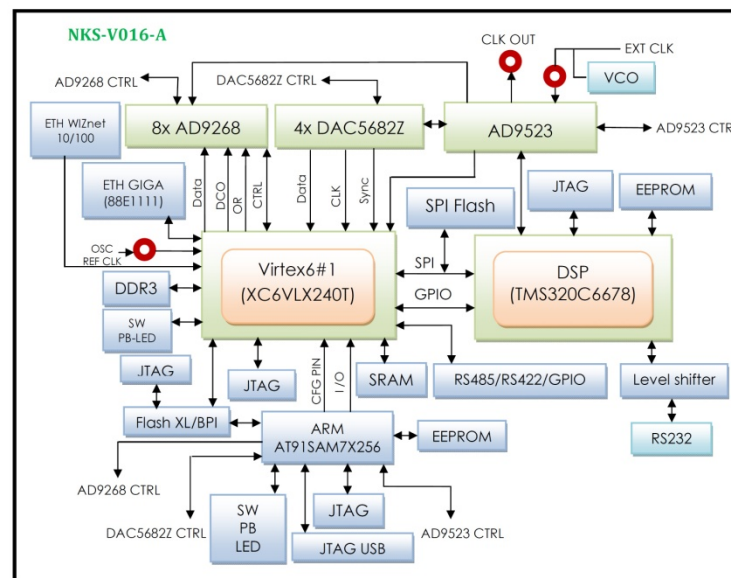 NKS-V016-A
CLK OUT
EXT CLK
VCO
AD9268 CTRL
DAC5682Z CTRL
ETH WIZnet
10/100
8x AD9268
4x DAC5682Z
AD9523
AD9523 CTR
ETH GIGA
(88E1111)
Data
DCO
OR
CTRL
Data
CLK
Sync
SPI Flash
JTAG
EEPROM
OSC
REF CLK
Virtex6#1
(XC6VLX240T)
SPI
GPIO
DSP
(TMS320C6678)
DDR3
SW
PB-LED
JTAG
JTAG
CFG PIN
I/O
SRAM
RS485/RS422/GPIO
Level shifter
Flash XL/BPI
ARM
AT91SAM7X256
EEPROM
RS232
AD9268 CTRL
DAC5682Z CTRL
SW
PB
LED
JTAG
JTAG USB
AD9523 CTRL